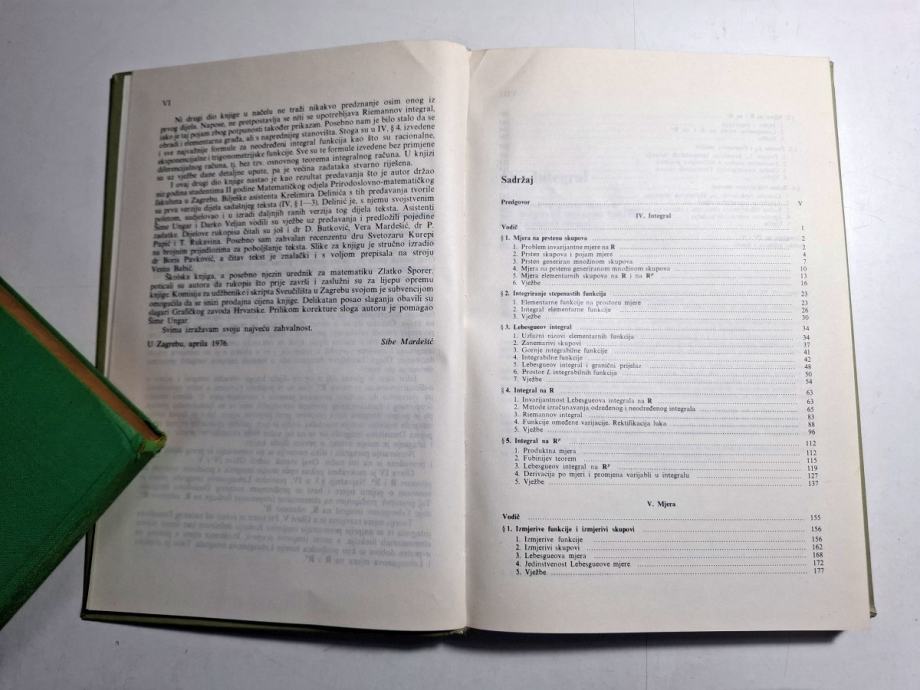 VI
Ni drugi dio knjige u načelu ne traži nikakvo predznanje osim onog iz
prvog dijela. Napose, ne pretpostavlja se niti se upotrebljava Riemannov integral,
iako je taj pojam zbog potpunosti također prikazan. Posebno nam je bilo stalo da se
obradi i elementarna građa, ali s naprednijeg stanovišta. Stoga su u IV, § 4. izvedene
i sve najvažnije formule za neodređeni integral funkcija kao što su racionalne,
eksponencijalne i trigonometrijske funkcije. Sve su te formule izvedene bez primjene
diferencijalnog računa, tj. bez tzv. osnovnog teorema integralnog računa. U knjizi
su uz vježbe dane detaljne upute, pa je većina zadataka stvarno riješena.
I ovaj drugi dio knjige nastao je kao rezultat predavanja što je autor držao
niz godina studentima II godine Matematičkog odjela Prirodoslovno-matematičkog
fakulteta u Zagrebu. Bilješke asistenta Krešimira Delinića s tih predavanja tvorile
su prvu verziju dijela sadašnjeg teksta (IV, § 1—3). Delinić je, s njemu svojstvenim
poletom, sudjelovao i u izradi daljnjih ranih verzija tog dijela teksta. Asistenti
Šime Ungar i Darko Veljan vodili su vježbe uz predavanja i predložili pojedine
zadatke. Dijelove rukopisa čitali su još i dr D. Butković, Vera Mardešić, dr P.
Papić i T. Rukavina. Posebno sam zahvalan recenzentu dru Svetozaru Kurepi
na brojnim prijedlozima za poboljšanje teksta. Slike za knjigu je stručno izradio
dr Boris Pavković, a čitav tekst je znalački i s voljom prepisala na stroju
Vesna Babić.
Školska knjiga, a posebno njezin urednik za matematiku Zlatko Šporer,
poticali su autora da rukopis što prije završi i zaslužni su za lijepu opremu
knjige. Komisija za udžbenike i skripta Sveučilišta u Zagrebu svojom je subvencijom
omogućila da se snizi prodajna cijena knjige. Delikatan posao slaganja obavili su
slagari Grafičkog zavoda Hrvatske. Prilikom korekture sloga autoru je pomagao
Šime Ungar.
Svima izražavam svoju najveću zahvalnost.
U Zagrebu, aprila 1976. Sibe Mardešić
Sadržaj
Predgovor V
IV. Integral
Vodič 1
§ 1. Mjera na prstenu skupova 2
1. Problem invarijantne mjere na R 2
2. Prsten skupova i pojam mjere 4
3. Prsten generiran množinom skupova 7
4. Mjera na prstenu generiranom množinom skupova 10
5. Mjera elementarnih skupova na R i na R² 13
6. Vježbe 16
§ 2. Integriranje stepenastih funkcija 23
1. Elementarne funkcije na prostoru mjere 23
2. Integral elementarne funkcije 26
3. Vježbe 30
§ 3. Lebesgueov integral 34
1. Uzlazni nizovi elementarnih funkcija 34
2. Zanemarivi skupovi 37
3. Gornje integrabilne funkcije 41
4. Integrabilne funkcije 42
5. Lebesgueov integral i granični prijelaz 48
6. Prostor L integrabilnih funkcija 50
7. Vježbe 54
§ 4. Integral na R 63
1. Invarijantnost Lebesgueova integrala na R 63
2. Metode izračunavanja određenog i neodređenog integrala 65
3. Riemannov integral 83
4. Funkcije omeđene varijacije. Rektifikacija luka 88
5. Vježbe 96
§ 5. Integral na Rᵖ 112
1. Produktna mjera 112
2. Fubinijev teorem 115
3. Lebesgueov integral na Rᵖ 119
4. Derivacija po mjeri i promjena varijabli u integralu 127
5. Vježbe 137
V. Mjera
Vodič 155
§ 1. Izmjerive funkcije i izmjerivi skupovi 156
1. Izmjerive funkcije 156
2. Izmjerivi skupovi 162
3. Lebesgueova mjera 168
4. Jedinstvenost Lebesgueove mjere 172
5. Vježbe 177